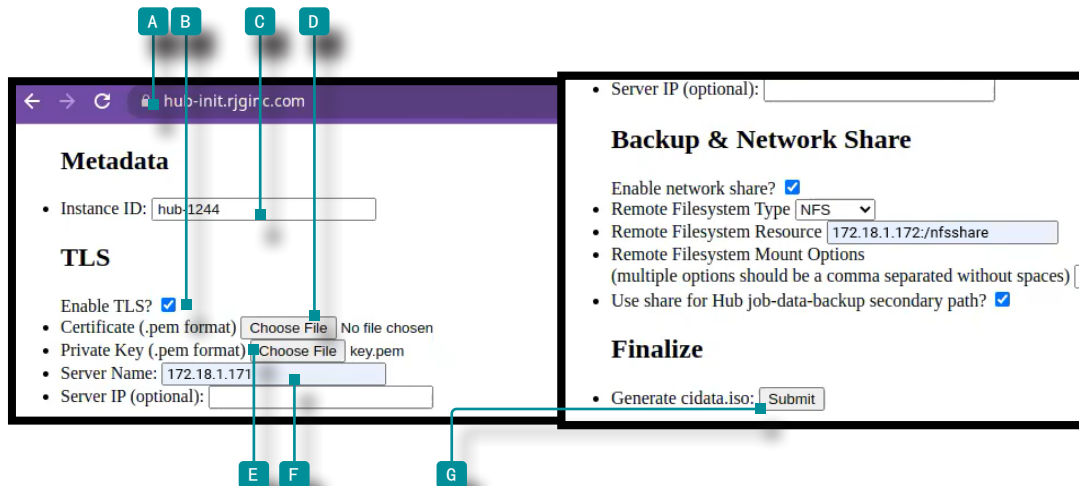 A B C D
hub-init.rjginc.com
Metadata
Instance ID: hub-1244
TLS
Enable TLS?
Certificate (.pem format) Choose File No file chosen
Private Key (.pem format) Choose File key.pem
Server Name: 172.18.1.171
Server IP (optional):
E F
Server IP (optional):
Backup & Network Share
Enable network share?
Remote Filesystem Type NFS
Remote Filesystem Resource 172.18.1.172:/nfsshare
Remote Filesystem Mount Options
(multiple options should be a comma separated without spaces)
Use share for Hub job-data-backup secondary path?
Finalize
Generate cidata.iso: Submit
G